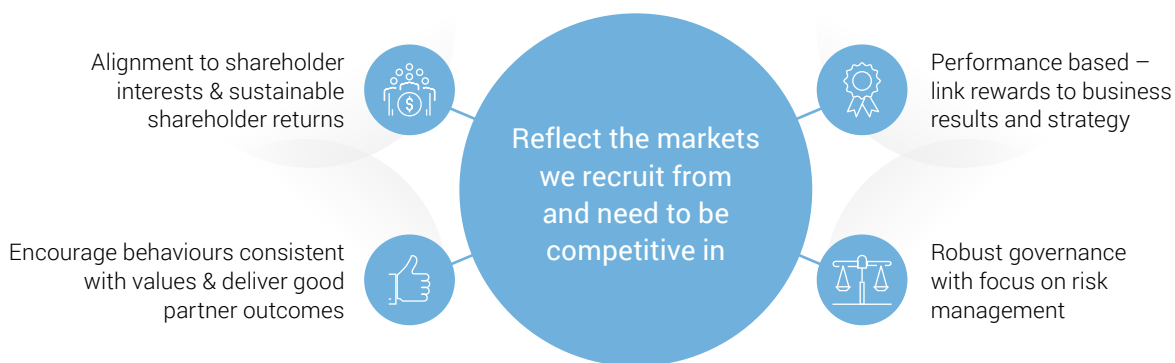 Alignment to shareholder
interests & sustainable
shareholder returns
$
Encourage behaviours consistent
with values & deliver good
partner outcomes
Reflect the markets
we recruit from
and need to be
competitive in
Performance based –
link rewards to business
results and strategy
Robust governance
with focus on risk
management